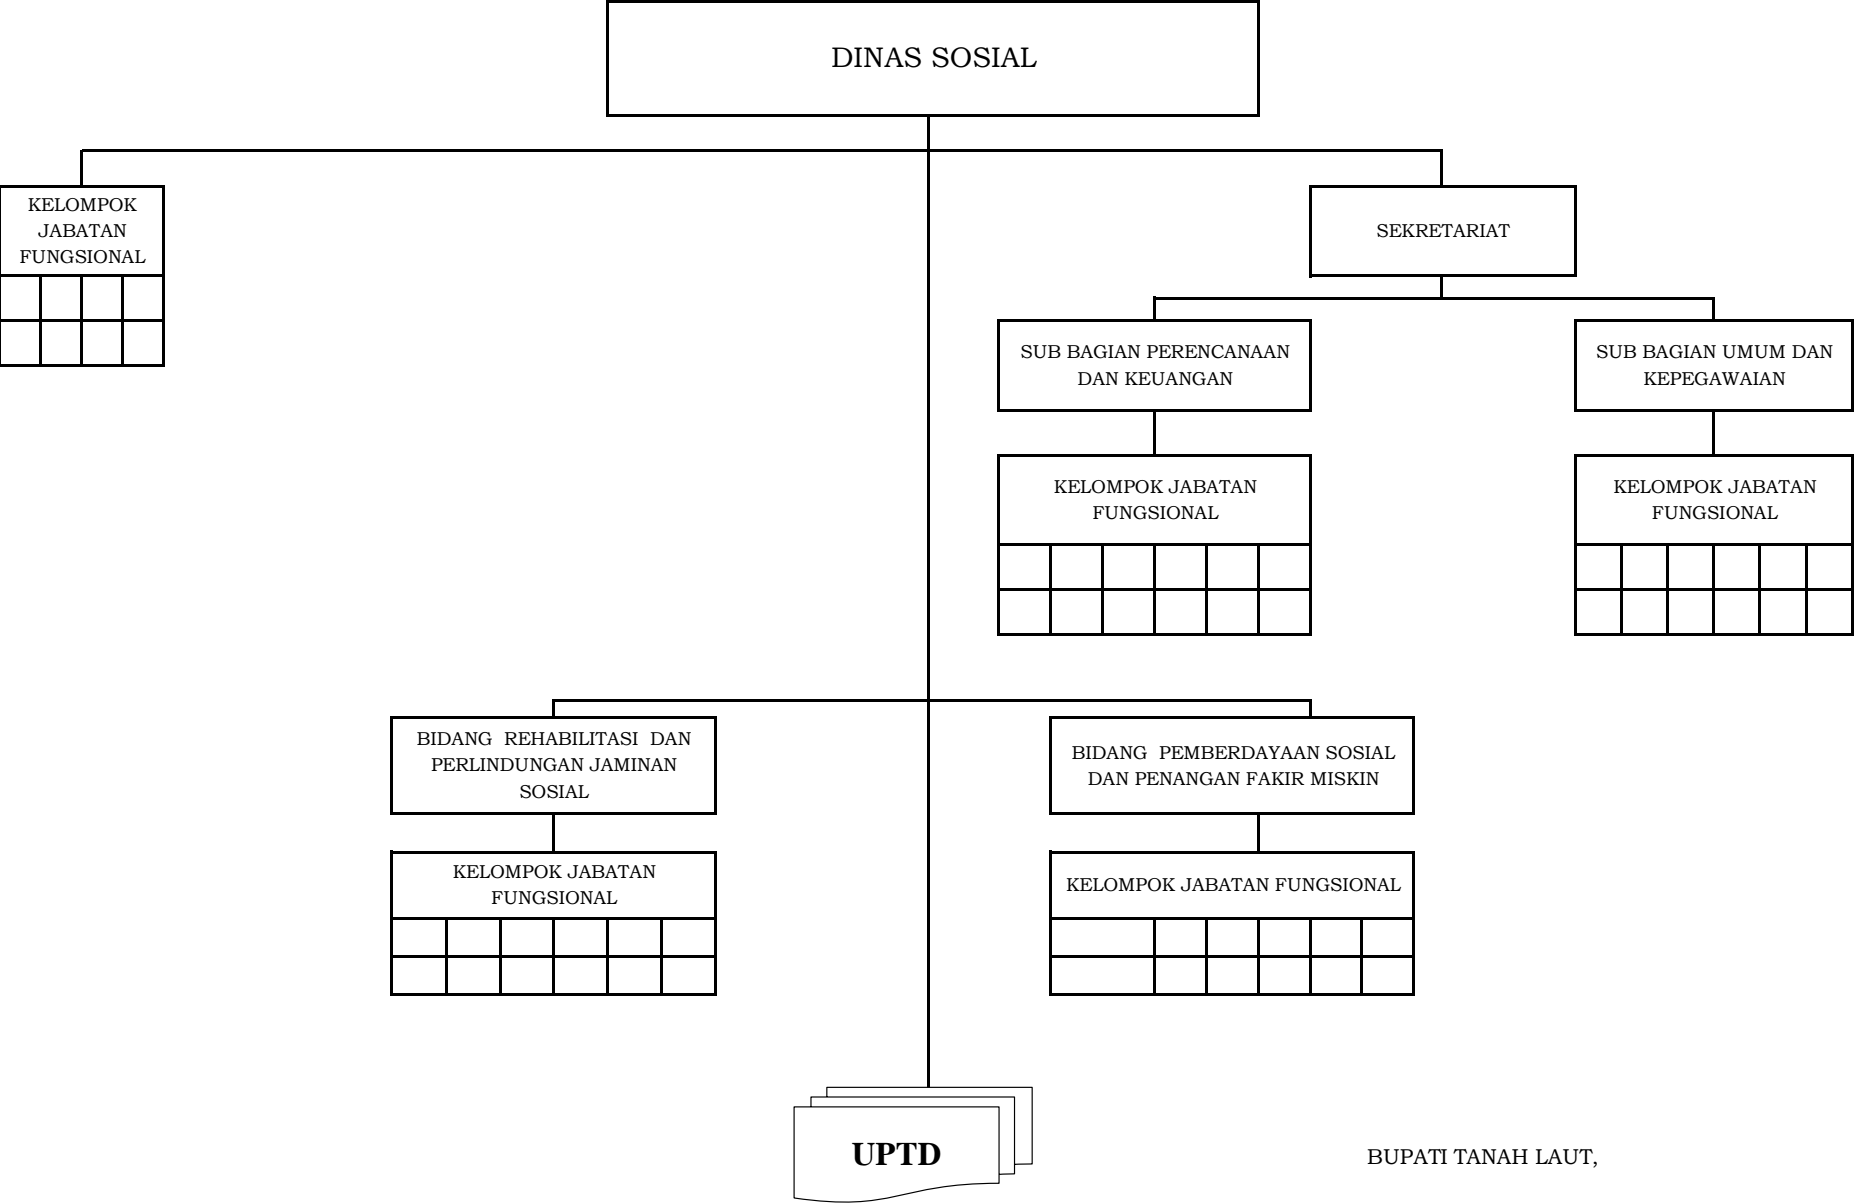 DINAS SOSIAL
KELOMPOK
JABATAN
FUNGSIONAL
SEKRETARIAT
SUB BAGIAN PERENCANAAN
DAN KEUANGAN
SUB BAGIAN UMUM DAN
KEPEGAWAIAN
KELOMPOK JABATAN
FUNGSIONAL
KELOMPOK JABATAN
FUNGSIONAL
BIDANG REHABILITASI DAN
PERLINDUNGAN JAMINAN
SOSIAL
BIDANG PEMBERDAYAAN SOSIAL
DAN PENANGAN FAKIR MISKIN
KELOMPOK JABATAN
FUNGSIONAL
KELOMPOK JABATAN FUNGSIONAL
UPTD
BUPATI TANAH LAUT,